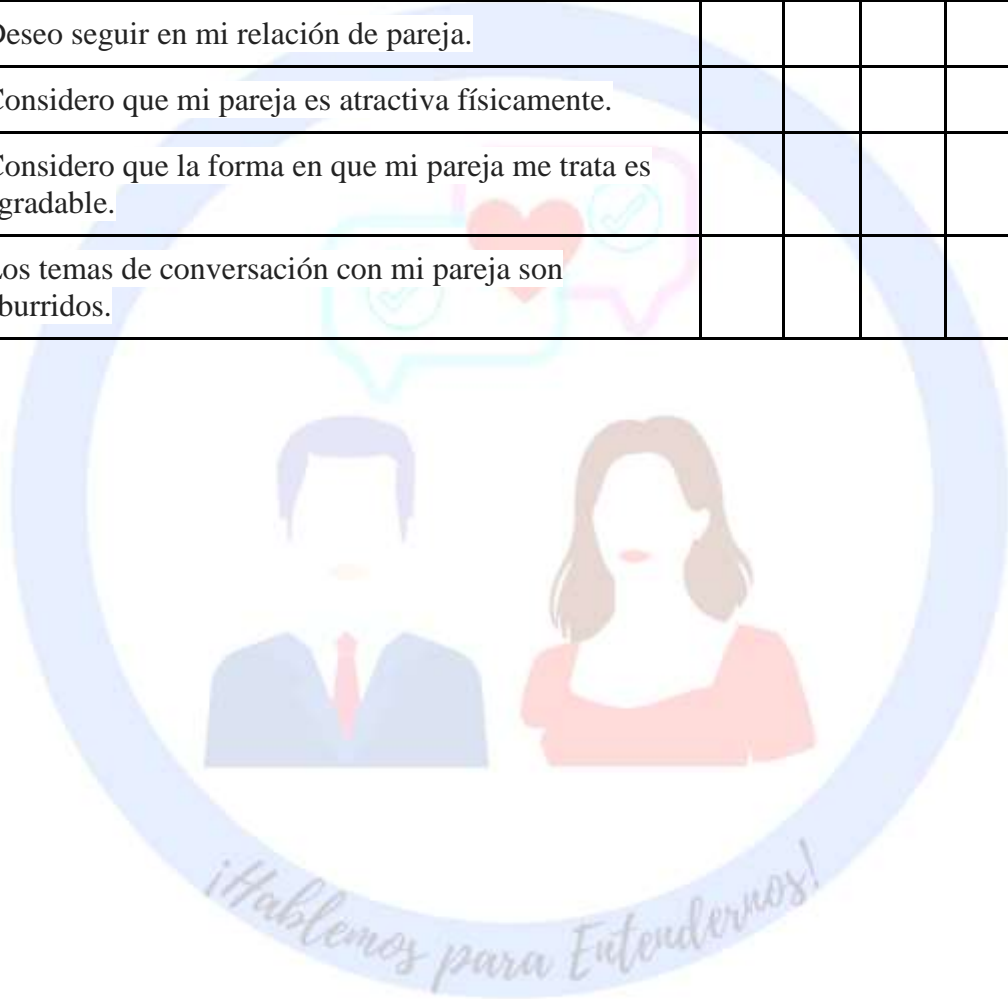 Deseo seguir en mi relación de pareja.
Considero que mi pareja es atractiva físicamente.
Considero que la forma en que mi pareja me trata es
gradable.
Los temas de conversación con mi pareja son
burridos.
¡Hablemos para Entendernos!